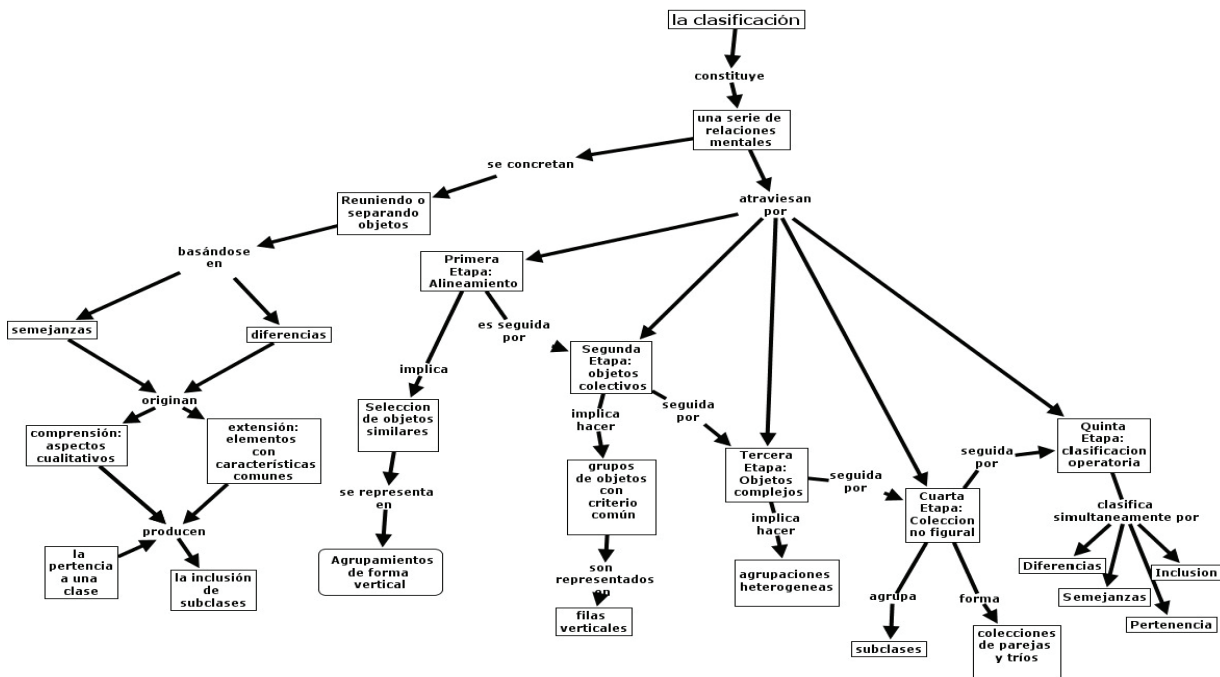 la clasificación
constituye
una serie de
relaciones
mentales
se concretan
Reuniendo o
separando
objetos
basándose
en
semejanzas
diferencias
originan
comprensión:
aspectos
cualitativos
extensión:
elementos
con
características
comunes
producen
la
pertencia
a una
clase
la inclusión
de
subclases
atraviesan
por
Primera
Etapa:
Alineamiento
implica
Seleccion
de objetos
similares
se representa
en
Agrupamientos
de forma
vertical
es seguida
por
Segunda
Etapa:
objetos
colectivos
implica
hacer
grupos
de objetos
con
criterio
común
son
representados
en
filas
verticales
seguida
por
Tercera
Etapa:
Objetos
complejos
implica
hacer
agrupaciones
heterogeneas
seguida
por
Cuarta
Etapa:
Coleccion
no figural
agrupa
subclases
forma
colecciones
de parejas
y tríos
seguida
por
Quinta
Etapa:
clasificacion
operatoria
clasifica
simultaneamente por
Diferencias
Semejanzas
Pertenencia
Inclusion